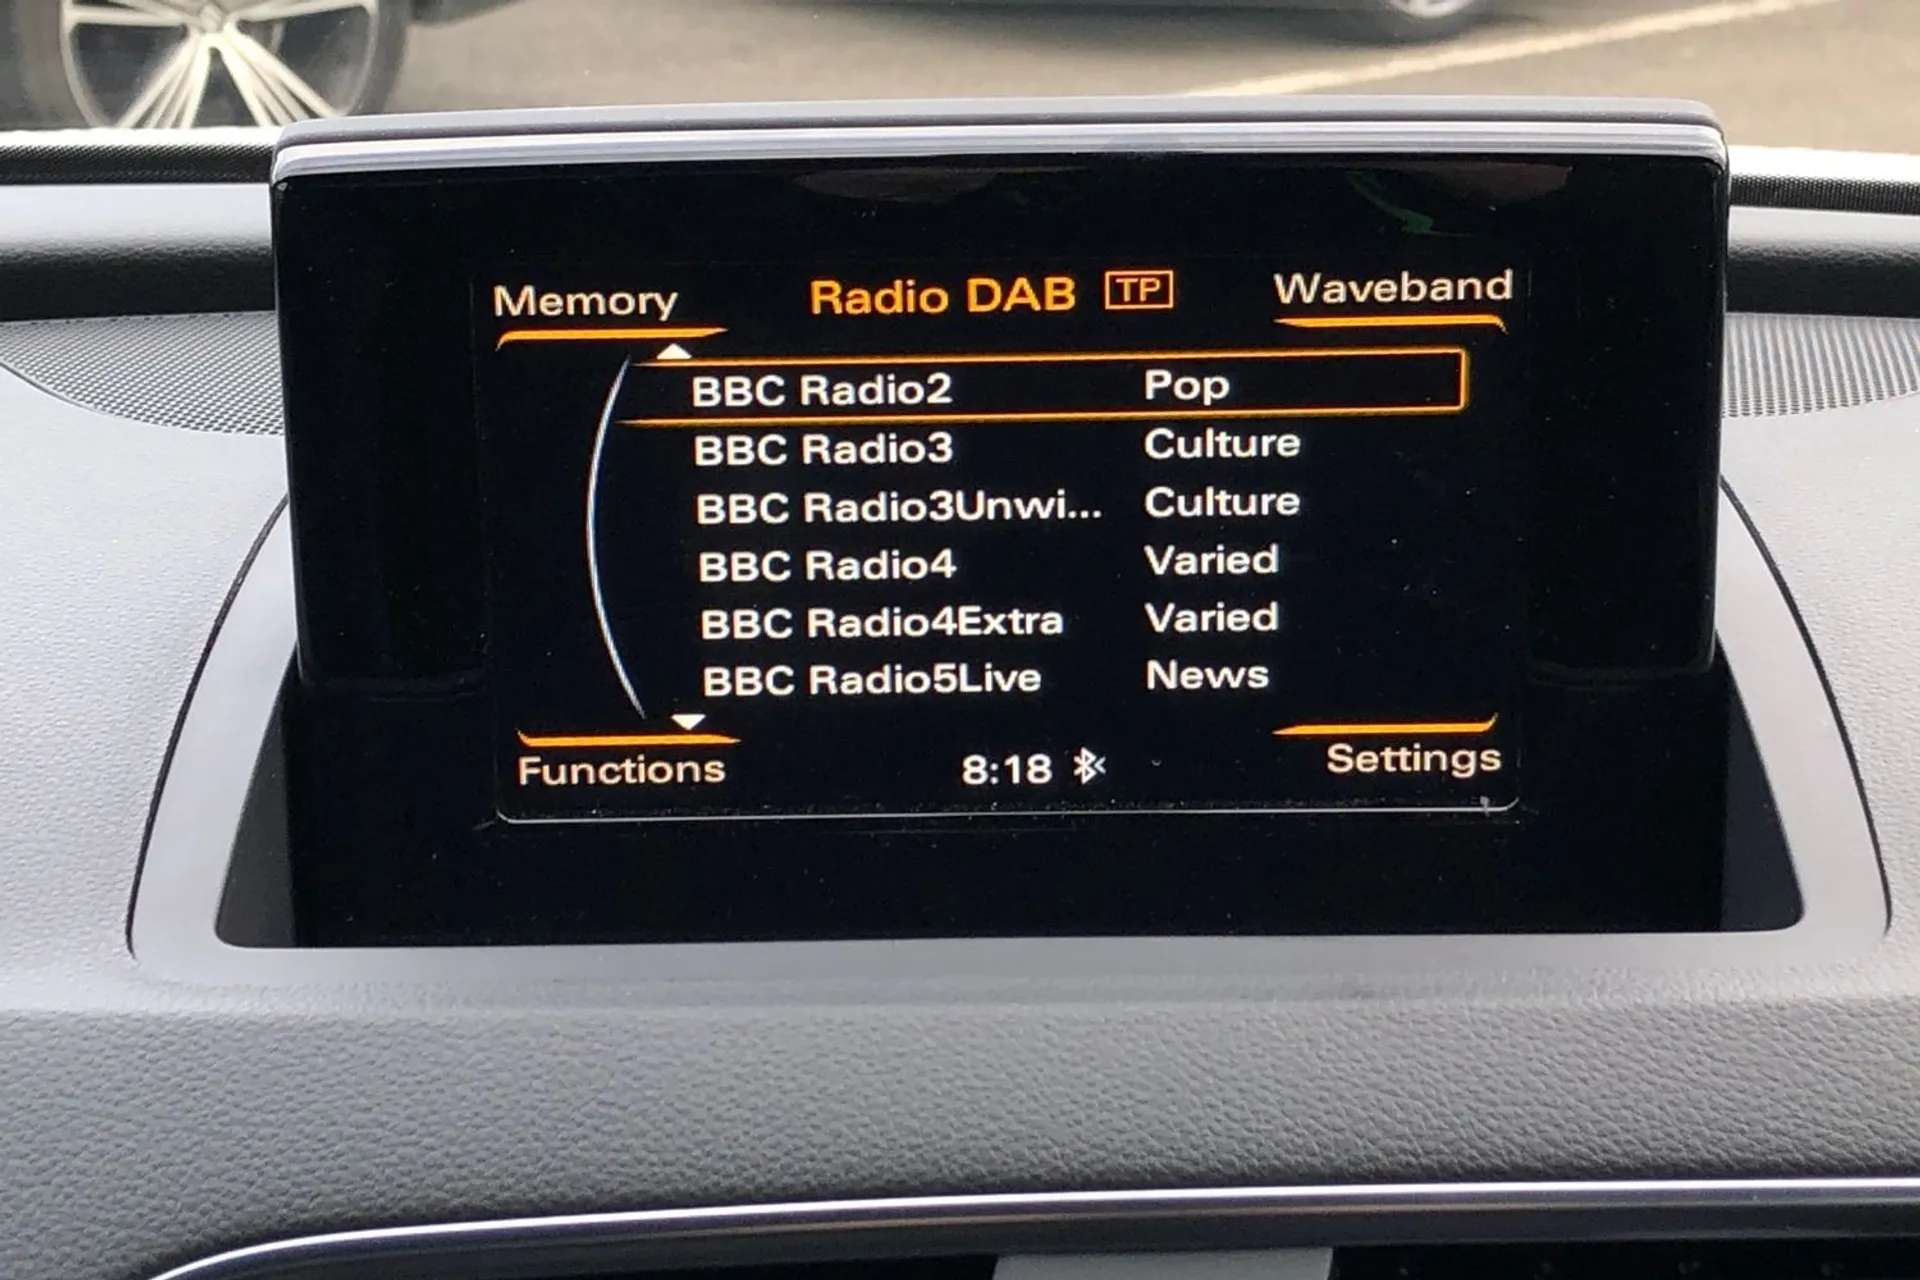 Memory Radio DAB TP Waveband
BBC Radio2 Pop
BBC Radio3 Culture
BBC Radio3Unwi... Culture
BBC Radio4 Varied
BBC Radio4Extra Varied
BBC Radio5Live News
Functions 8:18 Settings